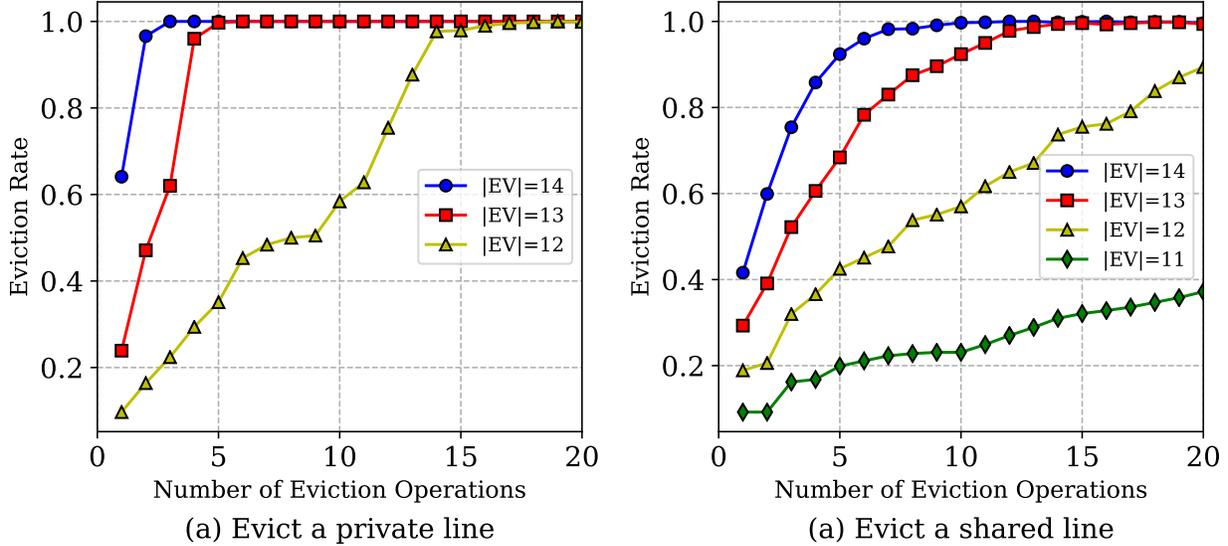 1.0
0.8
0.6
0.4
0.2
Eviction Rate
|EV|=14
|EV|=13
|EV|=12
0 5 10 15 20
Number of Eviction Operations
(a) Evict a private line
1.0
0.8
0.6
0.4
0.2
Eviction Rate
|EV|=14
|EV|=13
|EV|=12
|EV|=11
0 5 10 15 20
Number of Eviction Operations
(a) Evict a shared line